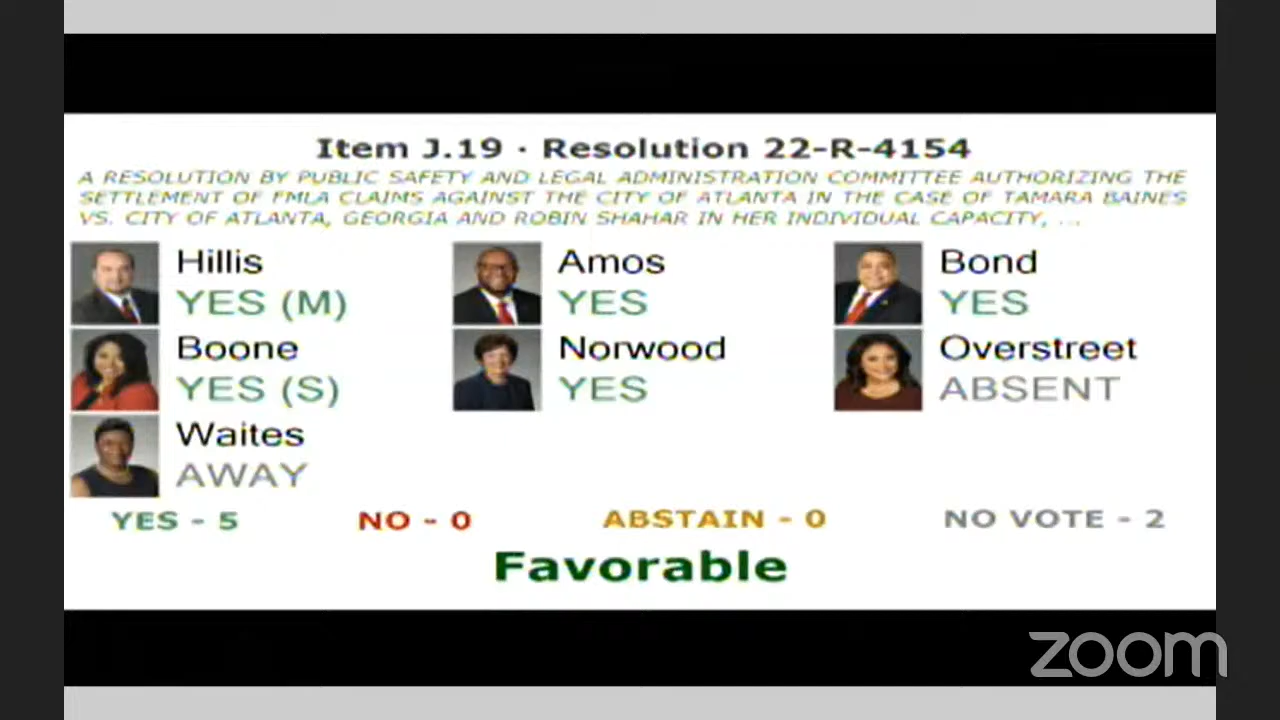 Item J.19 · Resolution 22-R-4154
A RESOLUTION BY PUBLIC SAFETY AND LEGAL ADMINISTRATION COMMITTEE AUTHORIZING THE
SETTLEMENT OF FMLA CLAIMS AGAINST THE CITY OF ATLANTA IN THE CASE OF TAMARA BAINES
VS. CITY OF ATLANTA, GEORGIA AND ROBIN SHAHAR IN HER INDIVIDUAL CAPACITY, ...
Hillis
YES (M)
Amos
YES
Bond
YES
Boone
YES (S)
Norwood
YES
Overstreet
ABSENT
Waites
AWAY
YES - 5
NO - 0
ABSTAIN - 0
NO VOTE - 2
Favorable
zoom